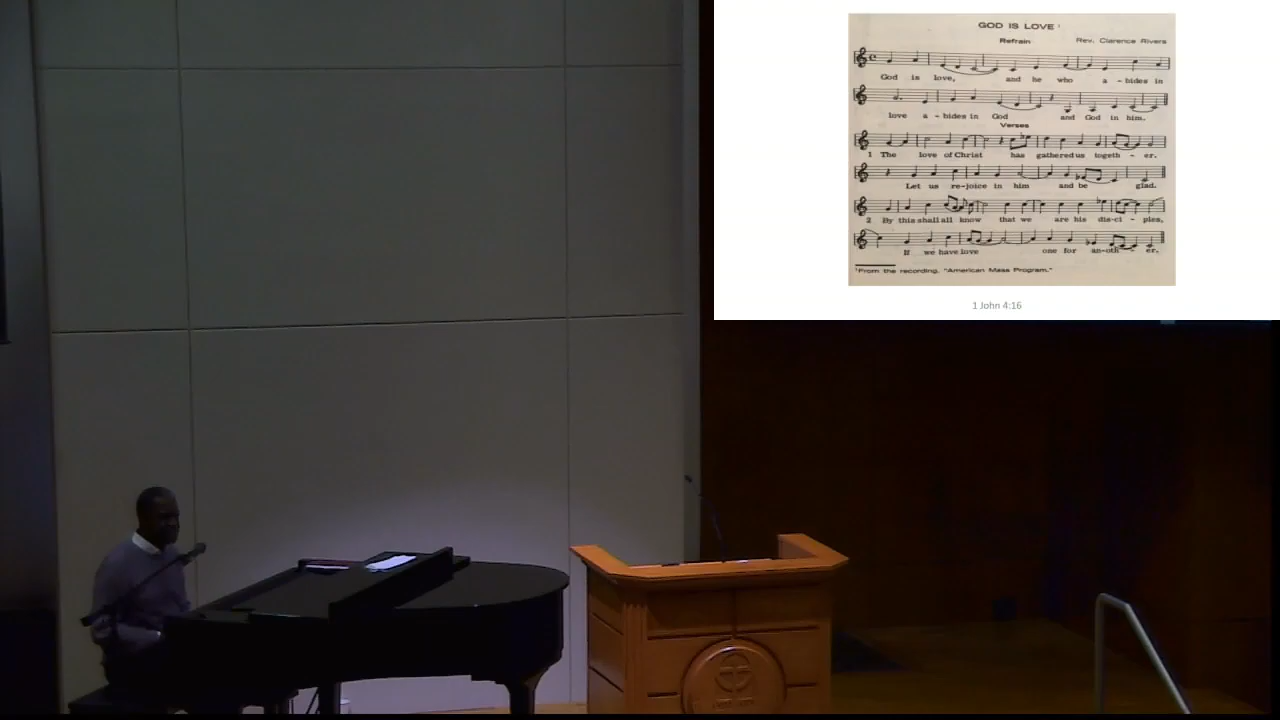 GOD IS LOVE ¹
Refrain Rev. Clarence Rivers
God is love, and he who a - bides in
love a - bides in God and God in him.
Verses
1 The love of Christ has gathered us togeth - er.
Let us re-joice in him and be glad.
2 By this shall all know that we are his dis-ci - ples,
If we have love one for an-oth - er.
¹From the recording, "American Mass Program."
1 John 4:16